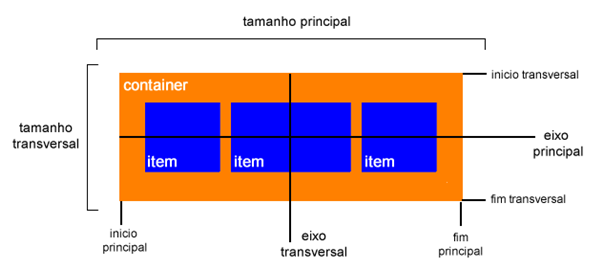 tamanho principal
container
inicio transversal
tamanho
transversal
eixo
principal
item
item
item
fim transversal
inicio
principal
eixo
transversal
fim
principal